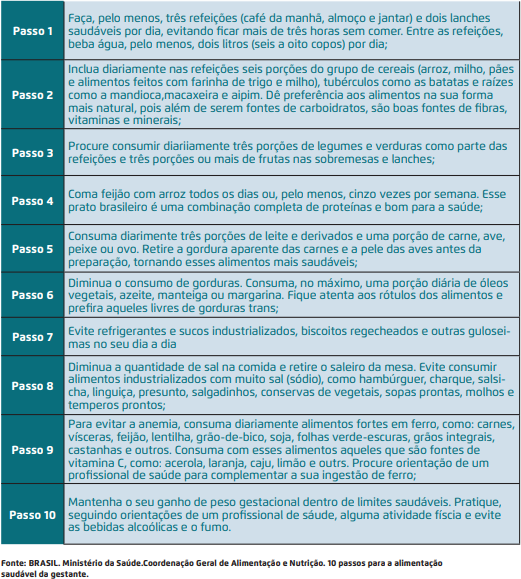 Passo 1
Faça, pelo menos, três refeições (café da manhã, almoço e jantar) e dois lanches
saudáveis por dia, evitando ficar mais de três horas sem comer. Entre as refeições,
beba água, pelo menos, dois litros (seis a oito copos) por dia;
Passo 2
Inclua diariamente nas refeições seis porções do grupo de cereais (arroz, milho, pães
e alimentos feitos com farinha de trigo e milho), tubérculos como as batatas e raízes
como a mandioca,macaxeira e aipim. Dê preferência aos alimentos na sua forma
mais natural, pois além de serem fontes de carboidratos, são boas fontes de fibras,
vitaminas e minerais;
Passo 3
Procure consumir diariiamente três porções de legumes e verduras como parte das
refeições e três porções ou mais de frutas nas sobremesas e lanches;
Passo 4
Coma feijão com arroz todos os dias ou, pelo menos, cinzo vezes por semana. Esse
prato brasileiro é uma combinação completa de proteínas e bom para a saúde;
Passo 5
Consuma diarimente três porções de leite e derivados e uma porção de carne, ave,
peixe ou ovo. Retire a gordura aparente das carnes e a pele das aves antes da
preparação, tornando esses alimentos mais saudáveis;
Passo 6
Diminua o consumo de gorduras. Consuma, no máximo, uma porção diária de óleos
vegetais, azeite, manteiga ou margarina. Fique atenta aos rótulos dos alimentos e
prefira aqueles livres de gorduras trans;
Passo 7
Evite refrigerantes e sucos industrializados, biscoitos regecheados e outras gulosei-
mas no seu dia a dia
Passo 8
Diminua a quantidade de sal na comida e retire o saleiro da mesa. Evite consumir
alimentos industrializados com muito sal (sódio), como hambúrguer, charque, salsi-
cha, linguiça, presunto, salgadinhos, conservas de vegetais, sopas prontas, molhos e
temperos prontos;
Passo 9
Para evitar a anemia, consuma diariamente alimentos fortes em ferro, como: carnes,
vísceras, feijão, lentilha, grão-de-bico, soja, folhas verde-escuras, grãos integrais,
castanhas e outros. Consuma com esses alimentos aqueles que são fontes de
vitamina C, como: acerola, laranja, caju, limão e outrs. Procure orientação de um
profissional de saúde para complementar a sua ingestão de ferro;
Passo 10
Mantenha o seu ganho de peso gestacional dentro de limites saudáveis. Pratique,
seguindo orientações de um profissional de sáude, alguma atividade físcia e evite
as bebidas alcoólicas e o fumo.
Fonte: BRASIL. Ministério da Saúde.Coordenação Geral de Alimentação e Nutrição. 10 passos para a alimentação
saudável da gestante.